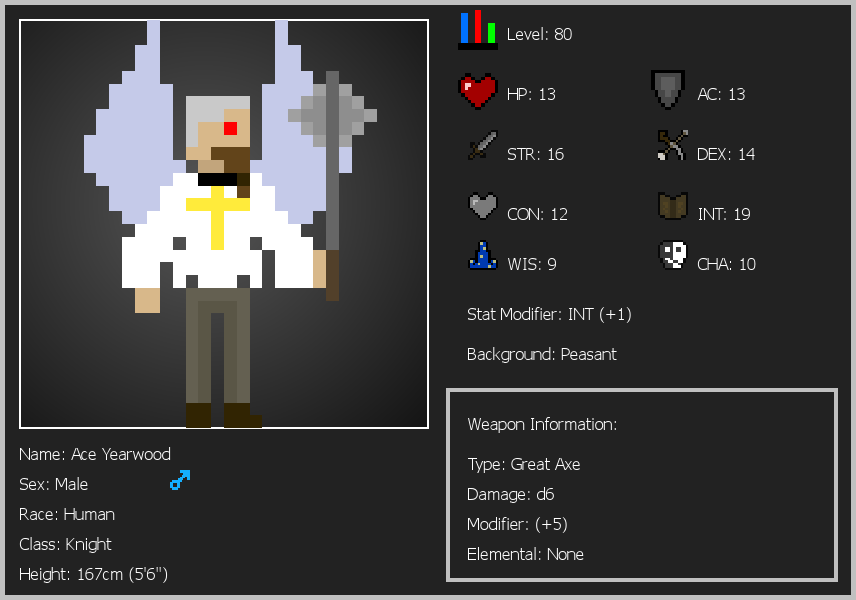 Level: 80
HP: 13
AC: 13
STR: 16
DEX: 14
CON: 12
INT: 19
WIS: 9
CHA: 10
Stat Modifier: INT (+1)
Background: Peasant
Weapon Information:
Type: Great Axe
Damage: d6
Modifier: (+5)
Elemental: None
Name: Ace Yearwood
Sex: Male
Race: Human
Class: Knight
Height: 167cm (5'6")